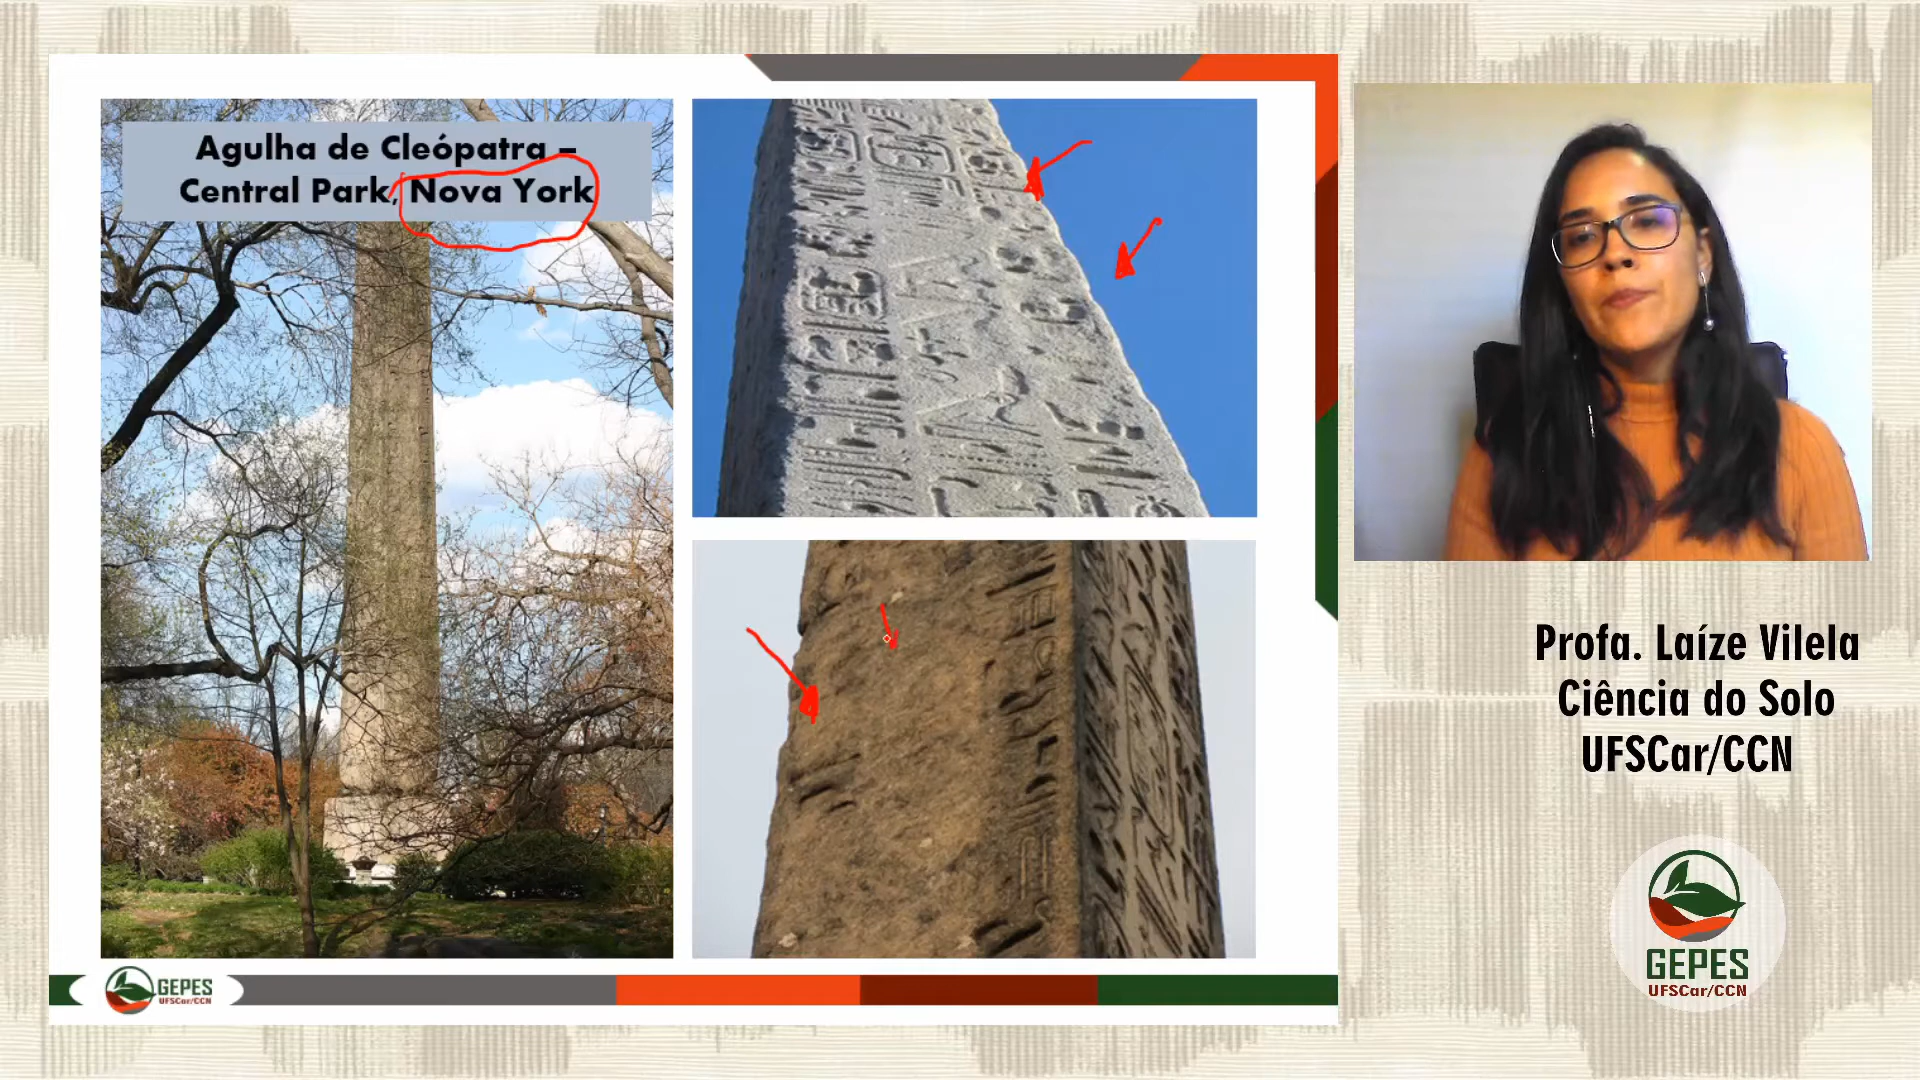 Agulha de Cleópatra –
Central Park, Nova York
Profa. Laíze Vilela
Ciência do Solo
UFSCar/CCN
GEPES
UFSCar/CCN
GEPES
UFSCar/CCN